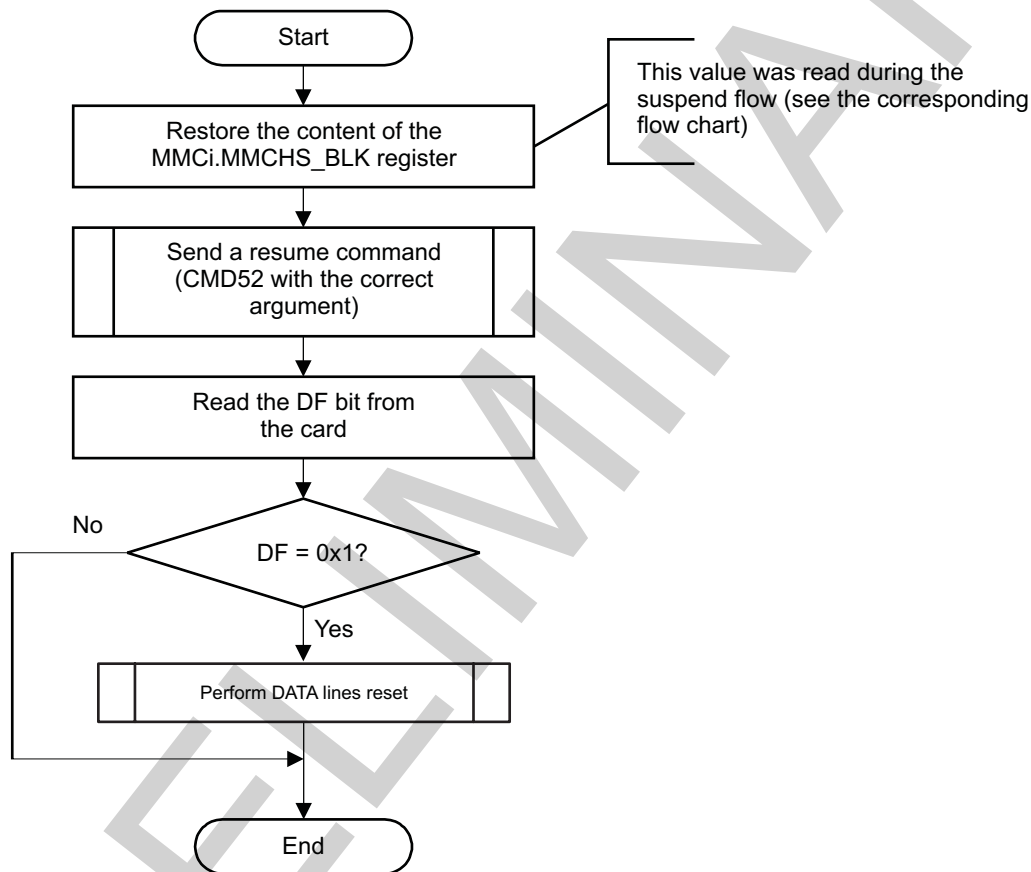 Start
This value was read during the
suspend flow (see the corresponding
flow chart)
Restore the content of the
MMCi.MMCHS_BLK register
Send a resume command
(CMD52 with the correct
argument)
Read the DF bit from
the card
No
DF = 0x1?
Yes
Perform DATA lines reset
End
ELIMINA